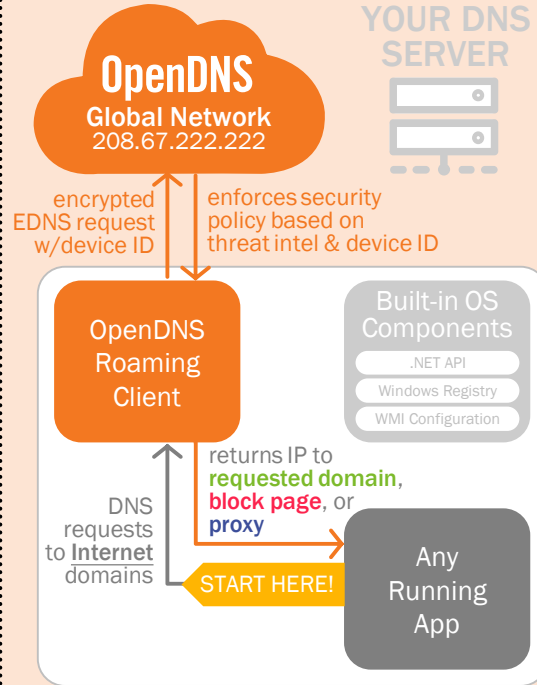 YOUR DNS
SERVER
OpenDNS
Global Network
208.67.222.222
encrypted
EDNS request
w/device ID
enforces security
policy based on
threat intel & device ID
OpenDNS
Roaming
Client
Built-in OS
Components
.NET API
Windows Registry
WMI Configuration
returns IP to
requested domain,
block page, or
proxy
DNS
requests
to Internet
domains
START HERE!
Any
Running
App